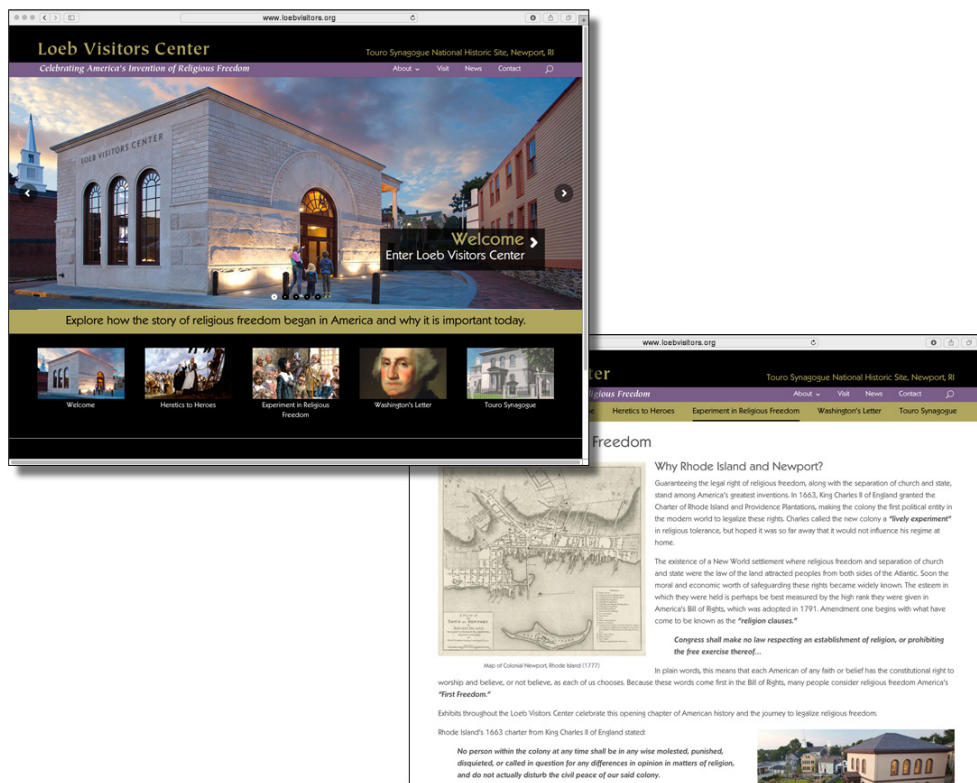 www.loebvisitors.org
Loeb Visitors Center
Touro Synagogue National Historic Site, Newport, RI
Celebrating America's Invention of Religious Freedom
About Visit News Contact
LOEB VISITORS CENTER
Welcome
Enter Loeb Visitors Center
Explore how the story of religious freedom began in America and why it is important today.
Welcome
Heretics to Heroes
Experiment in Religious
Freedom
Washington's Letter
Touro Synagogue
www.loebvisitors.org
ter
Touro Synagogue National Historic Site, Newport, RI
ligious Freedom
About Visit News Contact
Heretics to Heroes Experiment in Religious Freedom Washington's Letter Touro Synagogue
Freedom
Why Rhode Island and Newport?
Guaranteeing the legal right of religious freedom, along with the separation of church and state,
stand among America's greatest inventions. In 1663, King Charles II of England granted the
Charter of Rhode Island and Providence Plantations, making the colony the first political entity in
the modern world to legalize these rights. Charles called the new colony a "lively experiment"
in religious tolerance, but hoped it was so far away that it would not influence his regime at
home.
The existence of a New World settlement where religious freedom and separation of church
and state were the law of the land attracted peoples from both sides of the Atlantic. Soon the
moral and economic worth of safeguarding these rights became widely known. The esteem in
which they were held is perhaps be best measured by the high rank they were given in
America's Bill of Rights, which was adopted in 1791. Amendment one begins with what have
come to be known as the "religion clauses."
Congress shall make no law respecting an establishment of religion, or prohibiting
the free exercise thereof...
Map of Colonial Newport, Rhode Island (1777)
In plain words, this means that each American of any faith or belief has the constitutional right to
worship and believe, or not believe, as each of us chooses. Because these words come first in the Bill of Rights, many people consider religious freedom America's
"First Freedom."
Exhibits throughout the Loeb Visitors Center celebrate this opening chapter of American history and the journey to legalize religious freedom.
Rhode Island's 1663 charter from King Charles II of England stated:
No person within the colony at any time shall be in any wise molested, punished,
disquieted, or called in question for any differences in opinion in matters of religion,
and do not actually disturb the civil peace of our said colony.